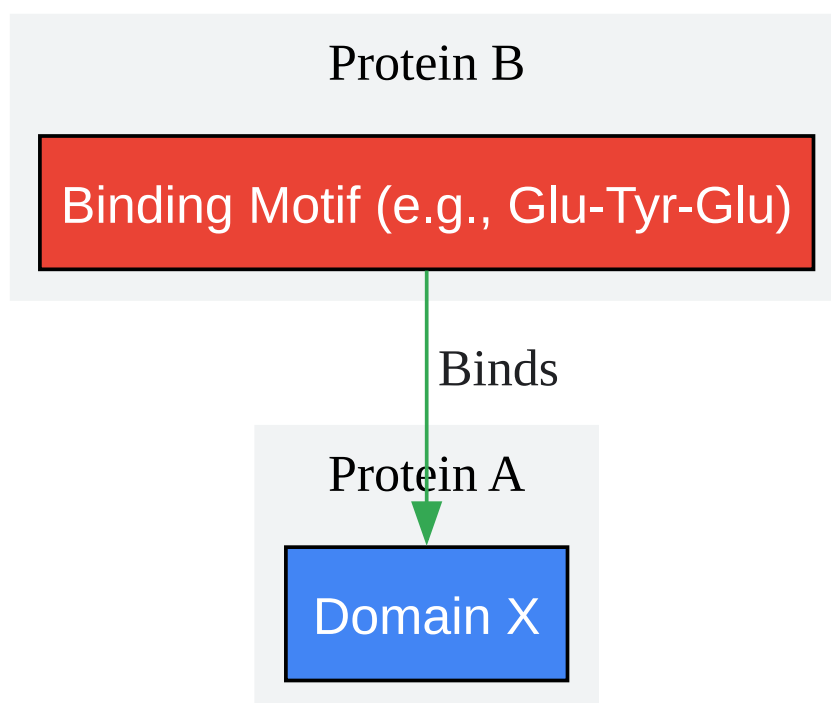 Protein B
Binding Motif (e.g., Glu-Tyr-Glu)
Binds
Protein A
Domain X